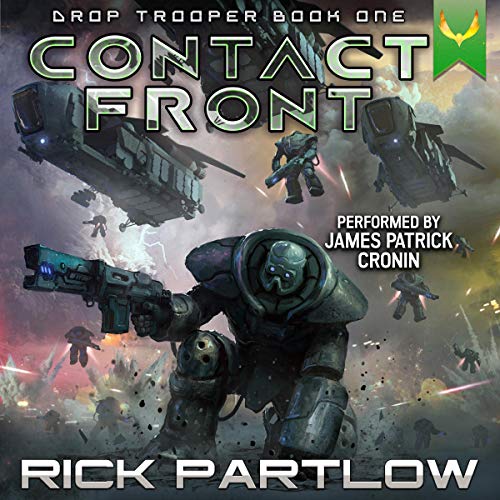 DROP TROOPER BOOK ONE
CONTACT
FRONT
PERFORMED BY
JAMES PATRICK
CRONIN
RICK PARTLOW